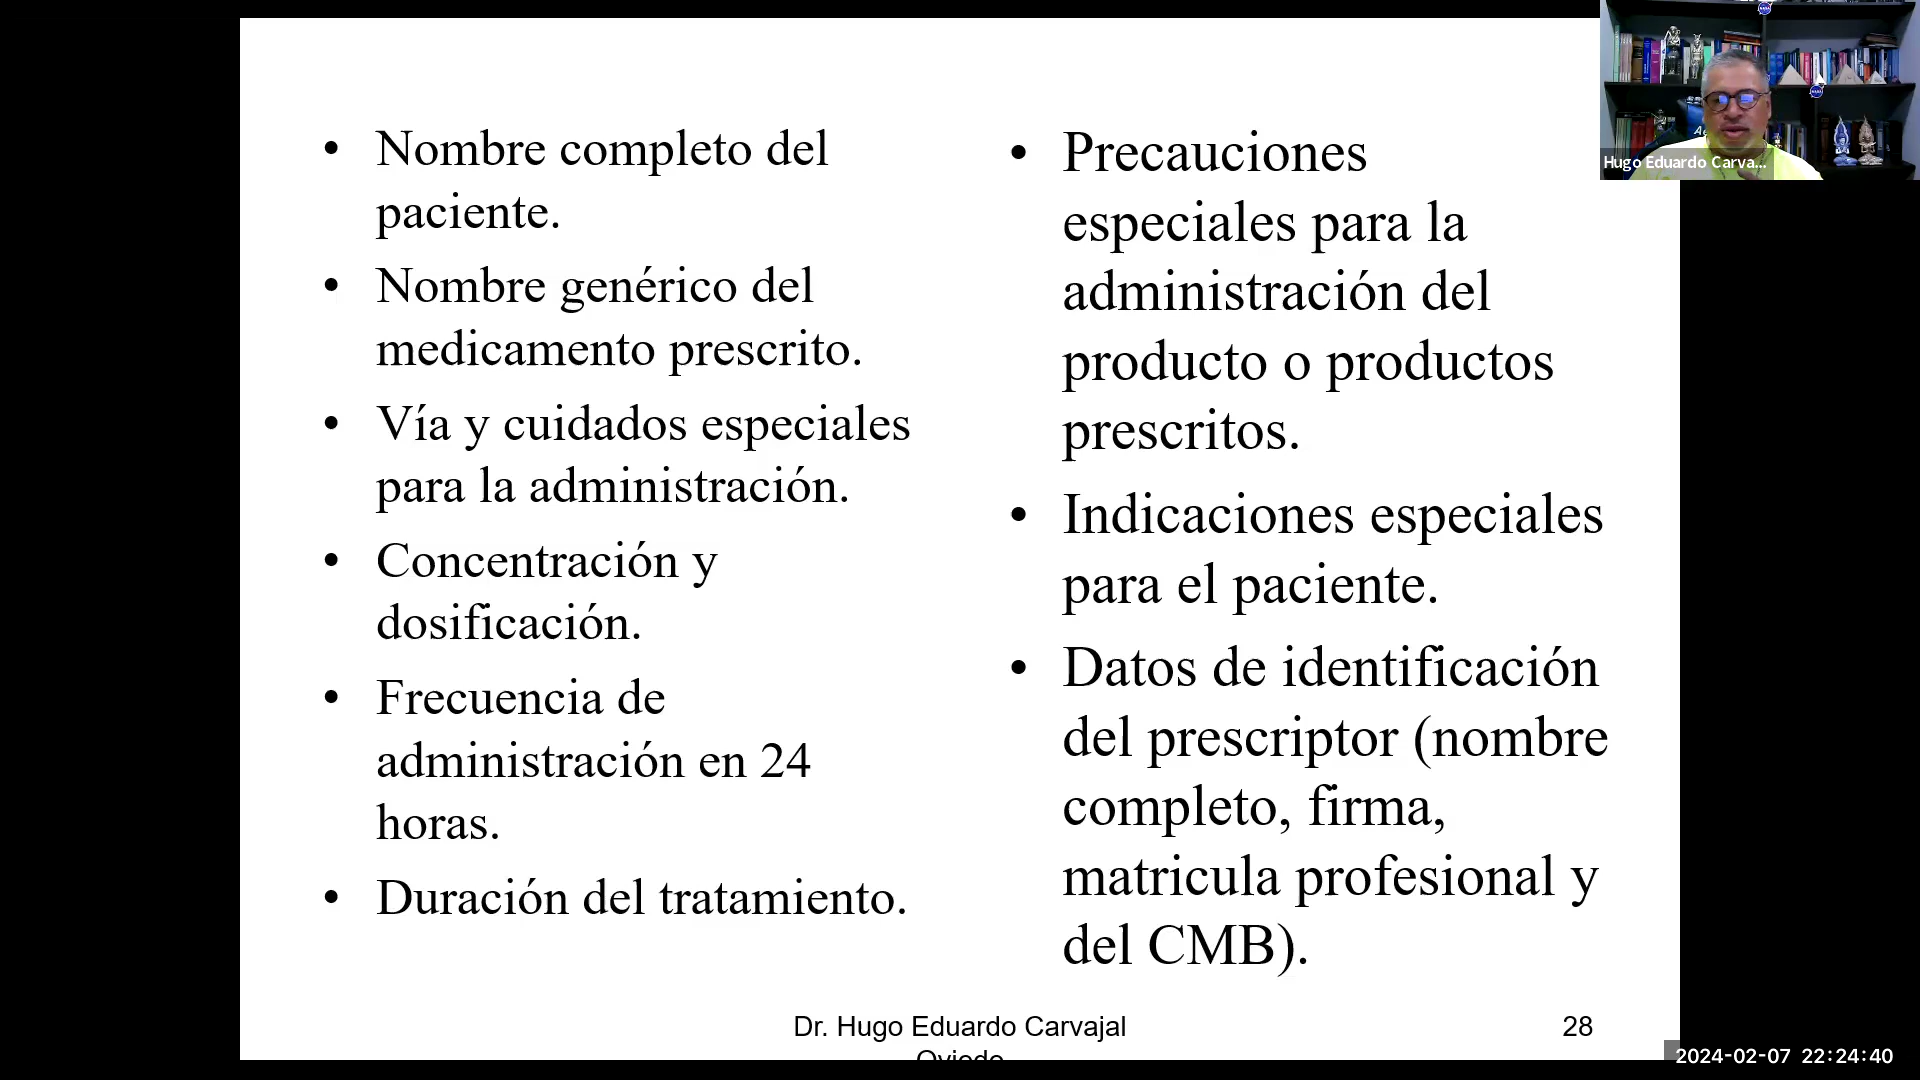 • Nombre completo del
paciente.
• Nombre genérico del
medicamento prescrito.
• Vía y cuidados especiales
para la administración.
• Concentración y
dosificación.
• Frecuencia de
administración en 24
horas.
• Duración del tratamiento.
• Precauciones
especiales para la
administración del
producto o productos
prescritos.
• Indicaciones especiales
para el paciente.
• Datos de identificación
del prescriptor (nombre
completo, firma,
matricula profesional y
del CMB).
Dr. Hugo Eduardo Carvajal
Oviedo
28
Hugo Eduardo Carva...
2024-02-07 22:24:40